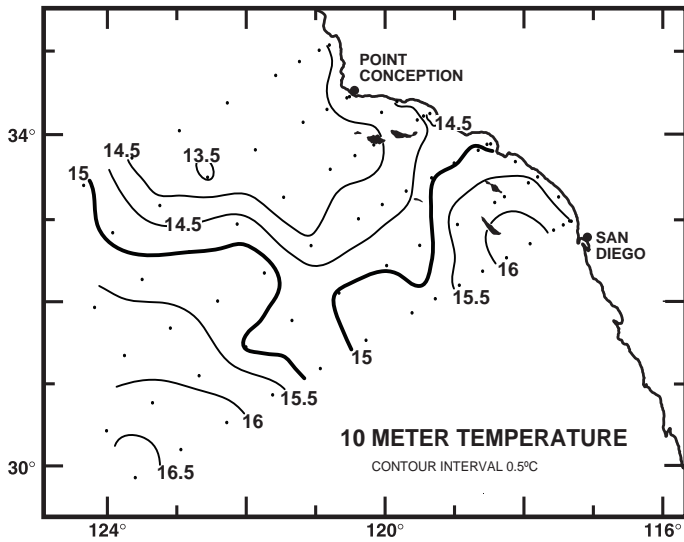 POINT
CONCEPTION
14.5
34°
14.5
13.5
15
14.5
SAN
DIEGO
16
15.5
15
15.5
16
10 METER TEMPERATURE
CONTOUR INTERVAL 0.5ºC
30°
16.5
124° 120° 116°